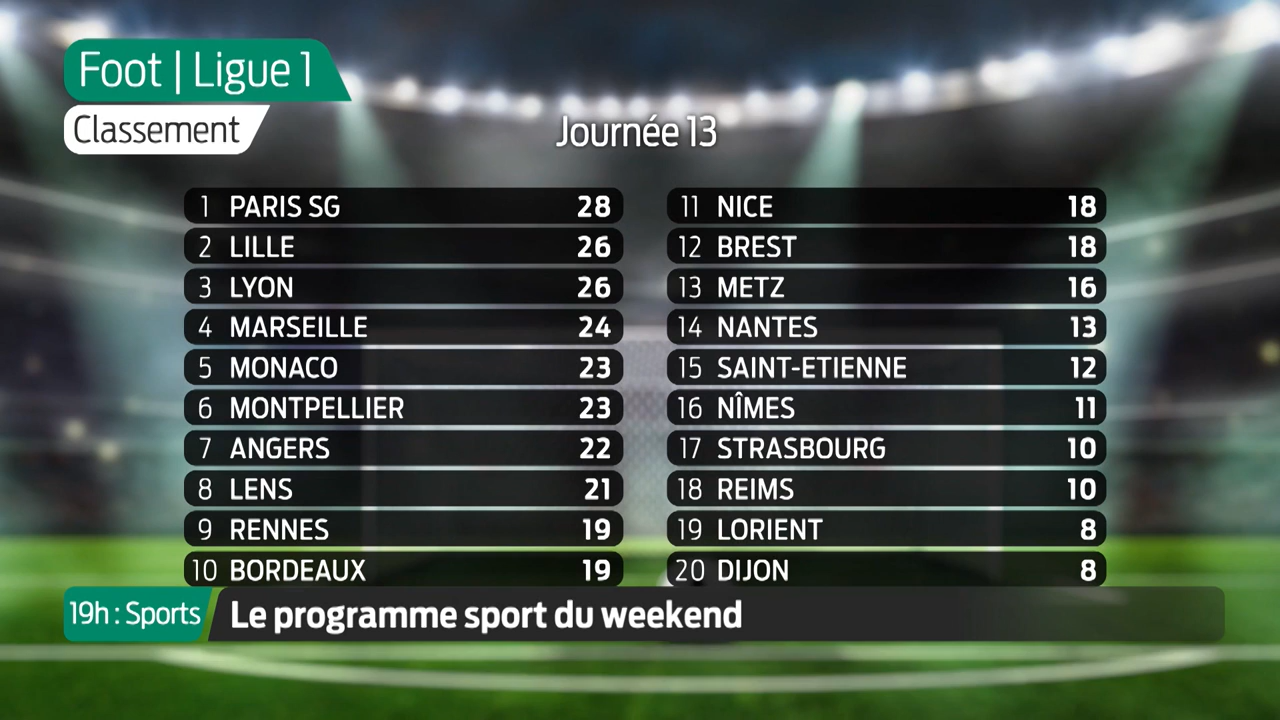 Foot | Ligue 1
Classement
Journée 13
1 PARIS SG 28
2 LILLE 26
3 LYON 26
4 MARSEILLE 24
5 MONACO 23
6 MONTPELLIER 23
7 ANGERS 22
8 LENS 21
9 RENNES 19
10 BORDEAUX 19
11 NICE 18
12 BREST 18
13 METZ 16
14 NANTES 13
15 SAINT-ETIENNE 12
16 NÎMES 11
17 STRASBOURG 10
18 REIMS 10
19 LORIENT 8
20 DIJON 8
19h : Sports
Le programme sport du weekend